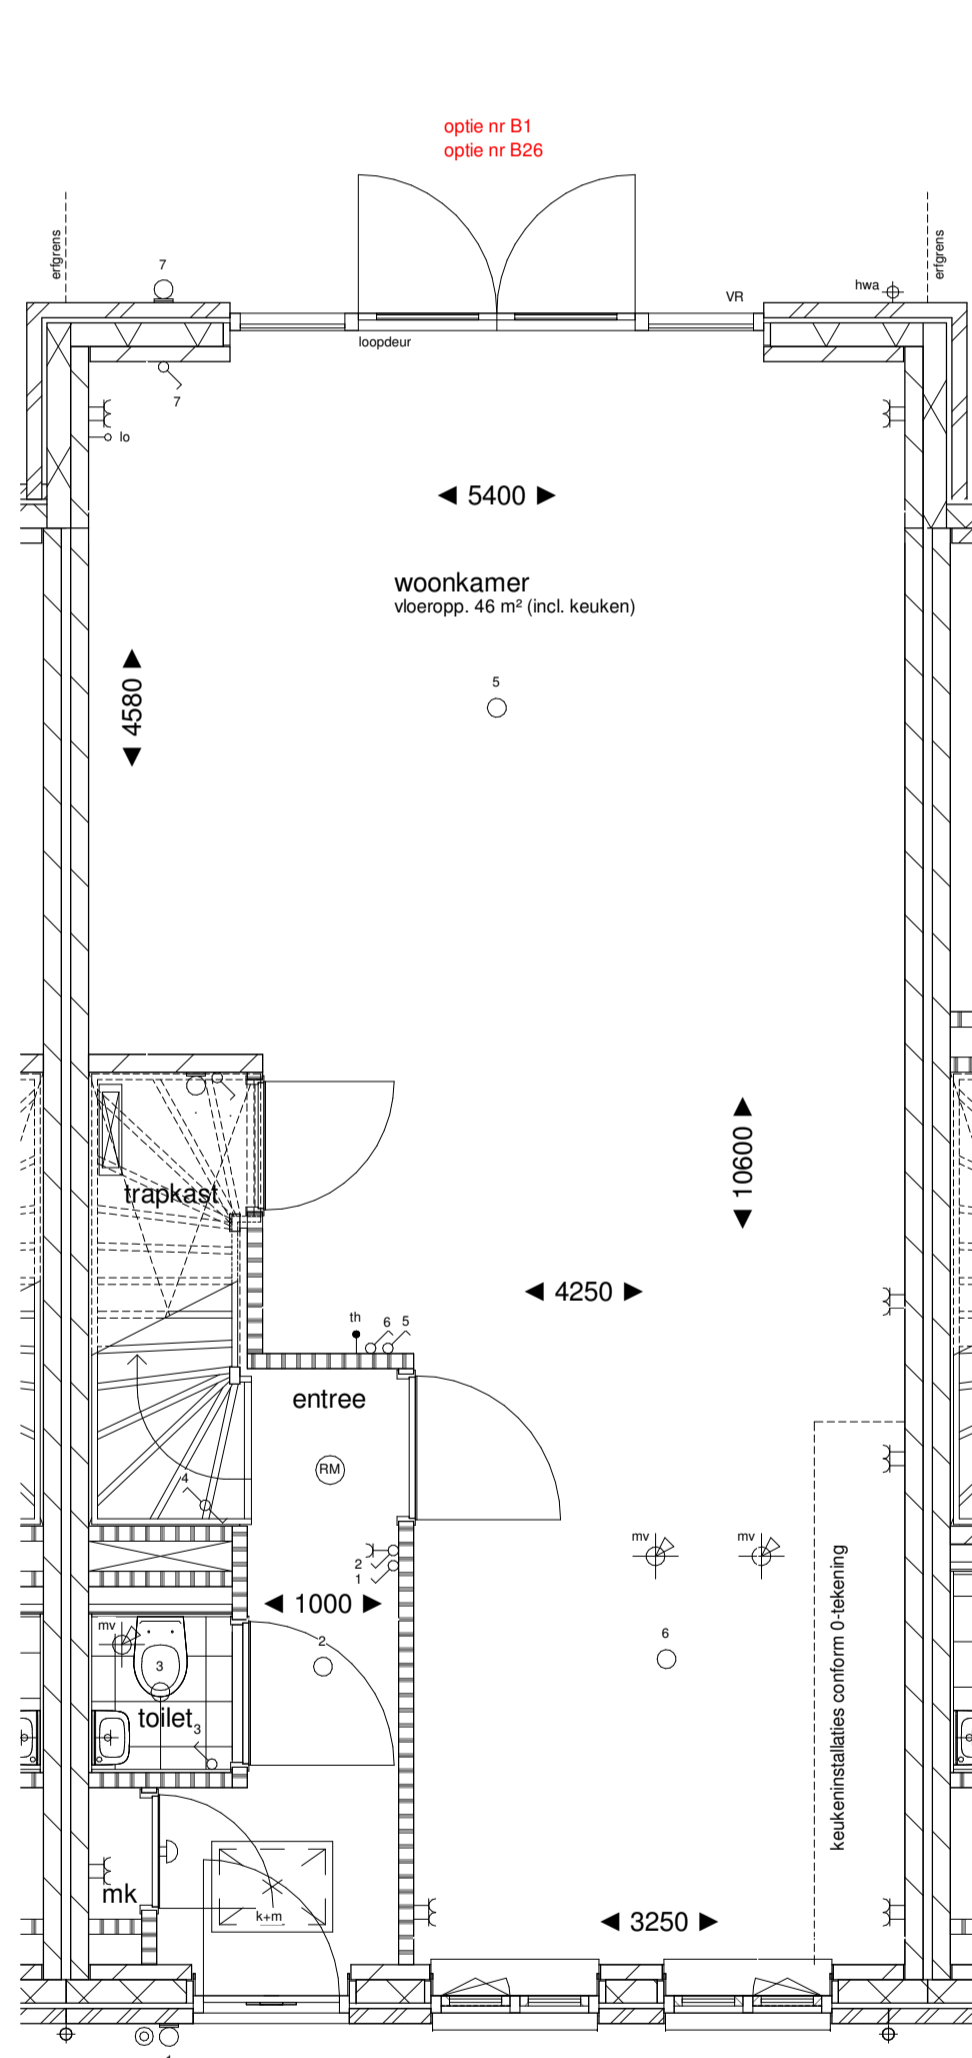 optie nr B1
optie nr B26
erfgrens
erfgrens
7
hwa
VR
loopdeur
7
lo
5400
woonkamer
vloeropp. 46 m² (incl. keuken)
4580
5
10600
trapkast
4250
th
6
5
entree
RM
4
mv
mv
2
1
1000
keukeninstallaties conform 0-tekening
mv
2
6
3
toilet
3
mk
k+m
3250